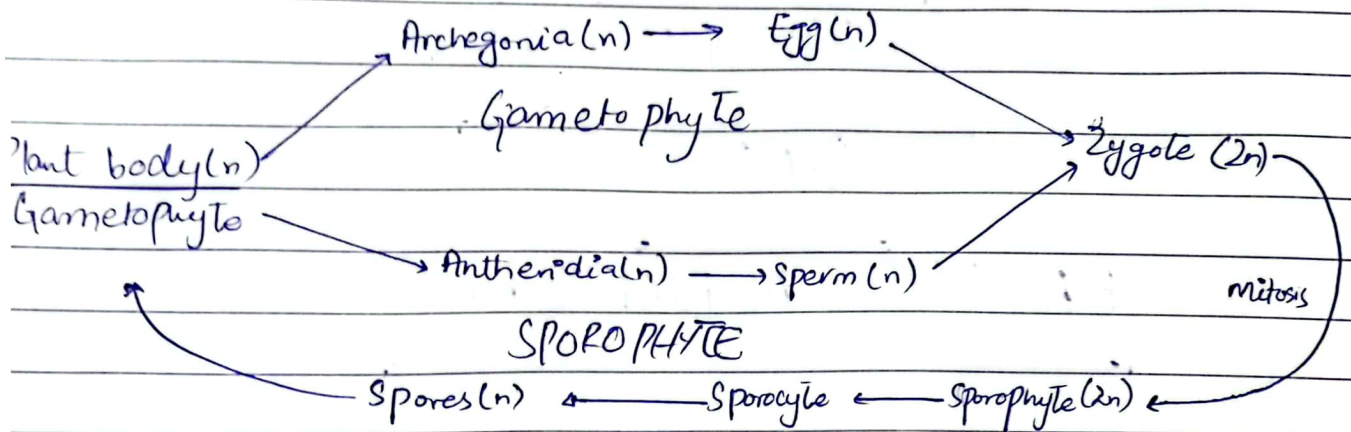 Archegonia(n) → Egg(n)
Gametophyte
Plant body(n)
Zygote (2n)
Gametophyte
Antheridia(n) → Sperm(n)
Mitosis
SPOROPHYTE
Spores(n) ← Sporocyte ← Sporophyte(2n)